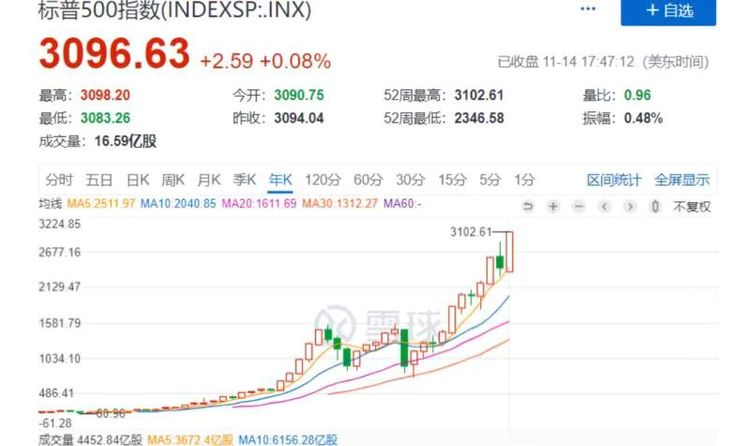 标普500指数(INDEXSP:.INX)
··· + 自选
3096.63 +2.59 +0.08% 已收盘 11-14 17:47:12 (美东时间)
最高: 3098.20 今开: 3090.75 52周最高: 3102.61 量比: 0.96
最低: 3083.26 昨收: 3094.04 52周最低: 2346.58 振幅: 0.48%
成交量: 16.59亿股
分时 五日 日K 周K 月K 季K 年K 120分 60分 30分 15分 5分 1分 区间统计 全屏显示
均线 MA5:2511.97 MA10:2040.85 MA20:1611.69 MA30:1312.27 MA60:- 不复权
3224.85
3102.61
2677.16
2129.47
1581.79
雪球
1034.10
486.41
60.96
-61.28
成交量 4452.84亿股 MA5:3672.4亿股 MA10:6156.28亿股